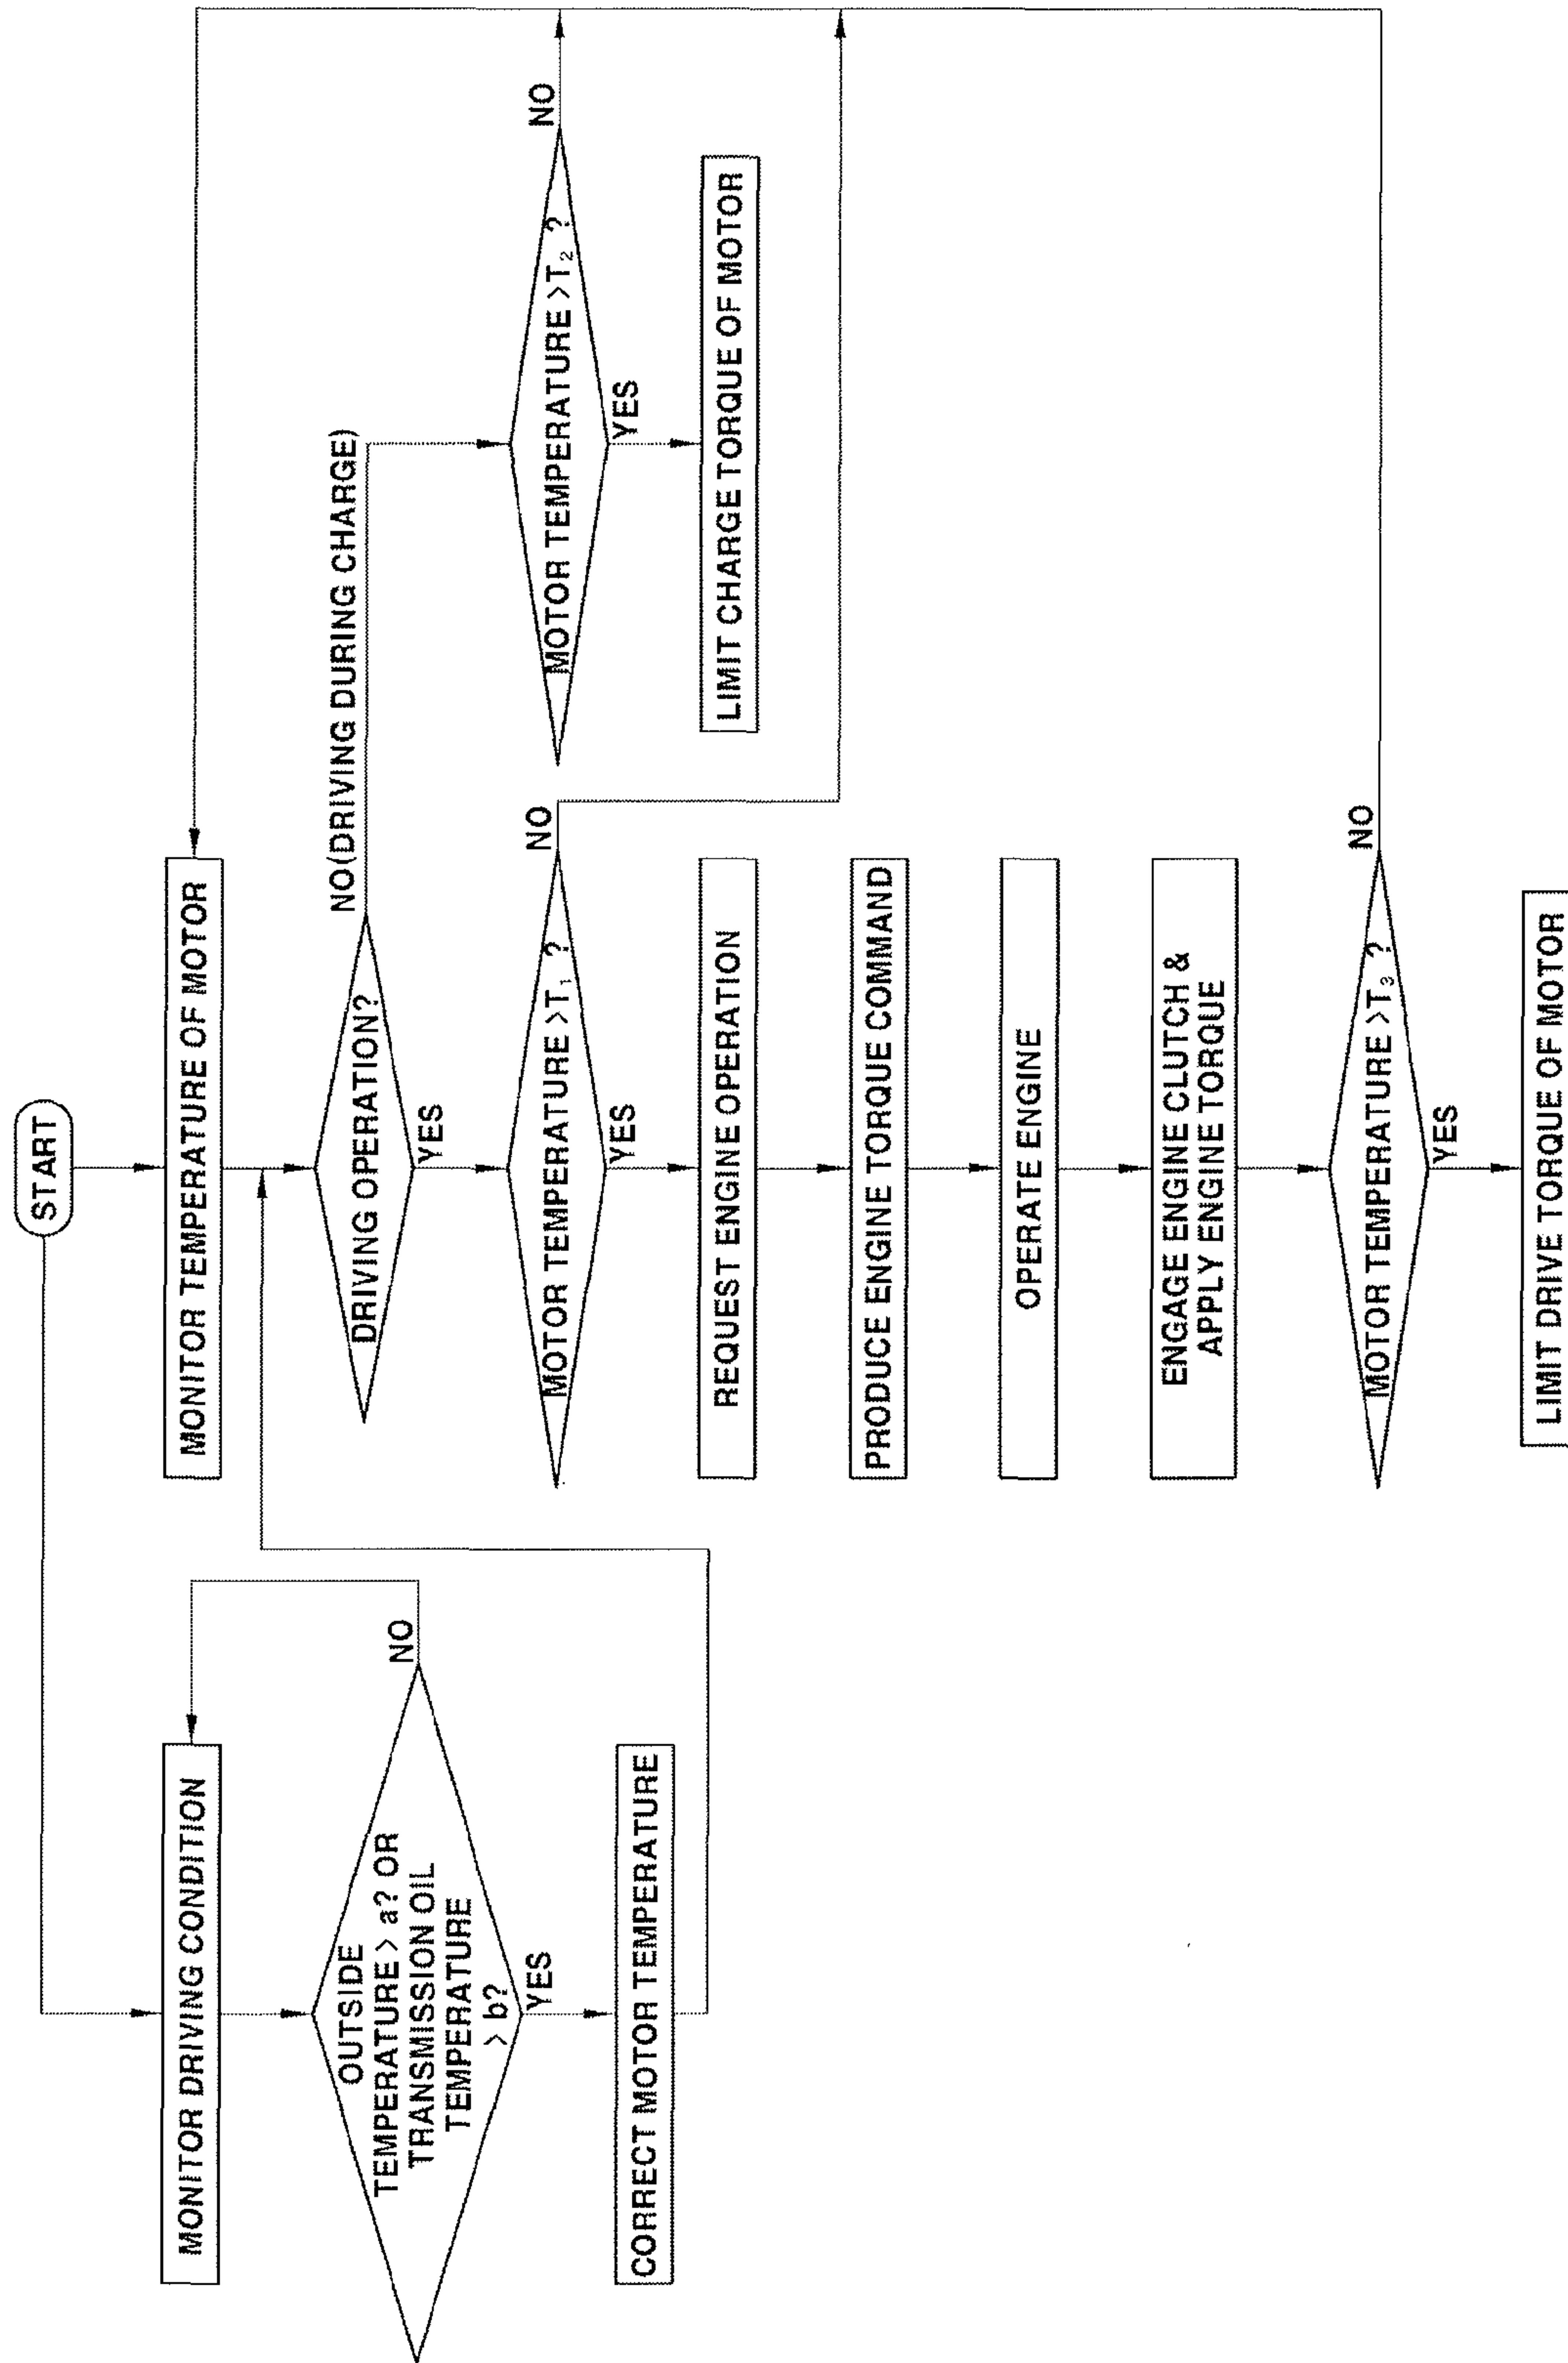 START
MONITOR DRIVING CONDITION
OUTSIDE
TEMPERATURE > a? OR
TRANSMISSION OIL
TEMPERATURE
> b?
NO
YES
CORRECT MOTOR TEMPERATURE
MONITOR TEMPERATURE OF MOTOR
DRIVING OPERATION?
NO(DRIVING DURING CHARGE)
YES
MOTOR TEMPERATURE >T₁ ?
NO
YES
MOTOR TEMPERATURE >T₂ ?
NO
YES
LIMIT CHARGE TORQUE OF MOTOR
REQUEST ENGINE OPERATION
PRODUCE ENGINE TORQUE COMMAND
OPERATE ENGINE
ENGAGE ENGINE CLUTCH &
APPLY ENGINE TORQUE
MOTOR TEMPERATURE >T₃ ?
NO
YES
LIMIT DRIVE TORQUE OF MOTOR